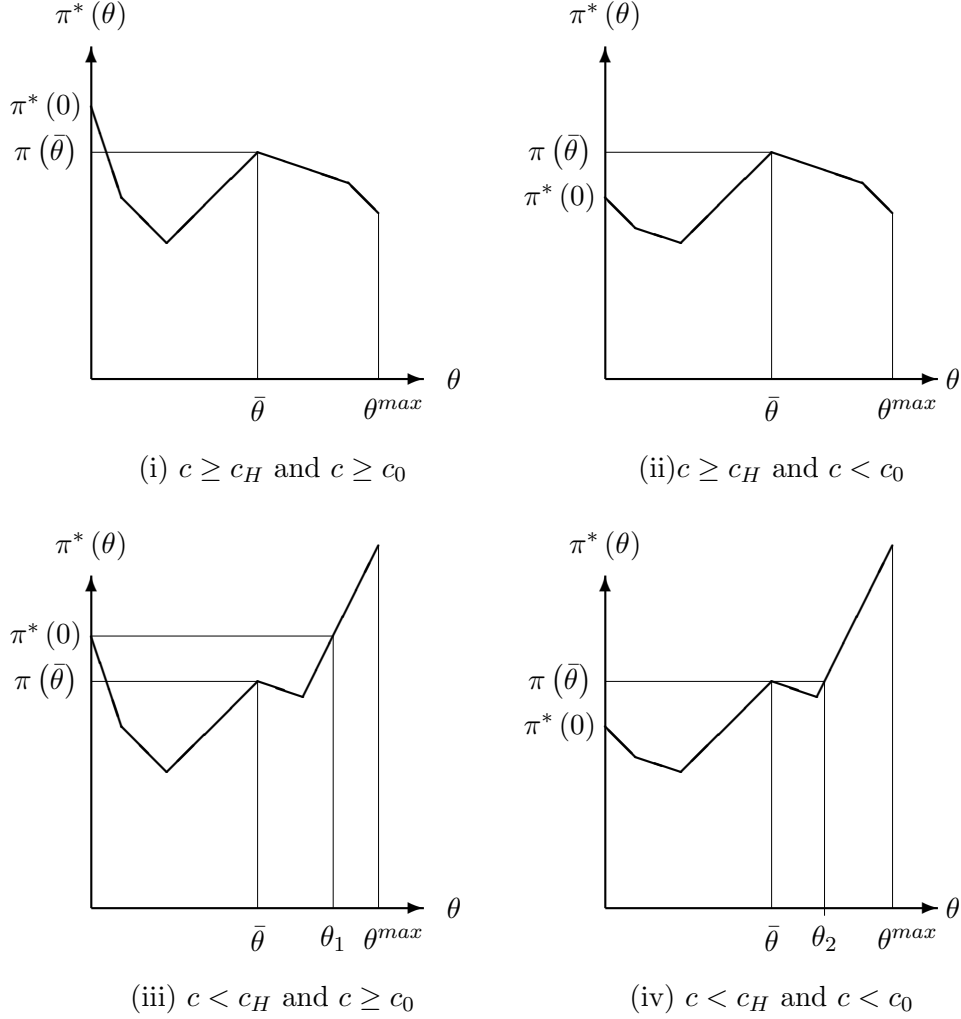 π* (θ)
π* (0)
π (θ̄)
θ
θ̄
θ^{max}
(i) c ≥ c_H and c ≥ c_0
π* (θ)
π (θ̄)
π* (0)
θ
θ̄
θ^{max}
(ii)c ≥ c_H and c < c_0
π* (θ)
π* (0)
π (θ̄)
θ
θ̄
θ_1
θ^{max}
(iii) c < c_H and c ≥ c_0
π* (θ)
π (θ̄)
π* (0)
θ
θ̄
θ_2
θ^{max}
(iv) c < c_H and c < c_0